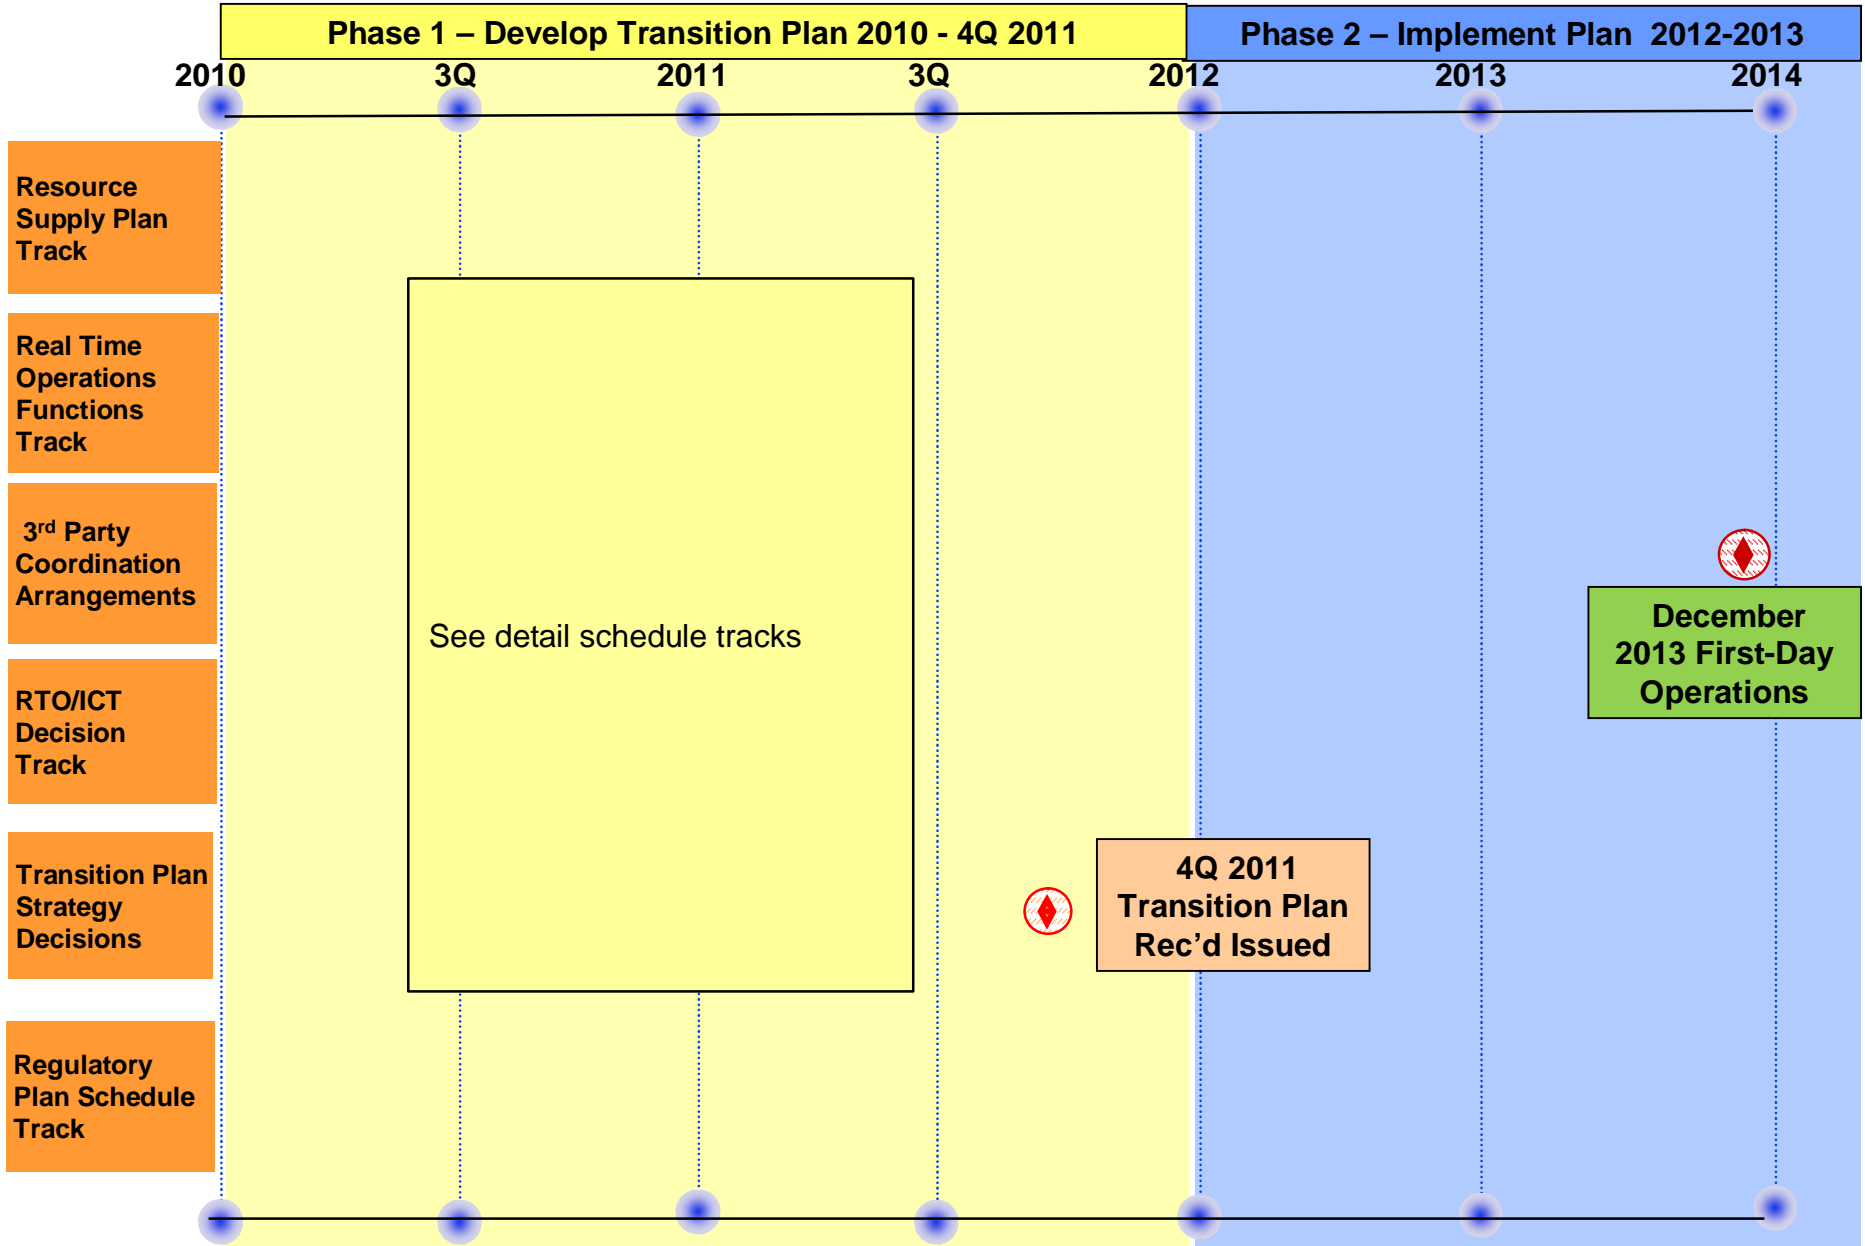 Phase 1 – Develop Transition Plan 2010 - 4Q 2011
Phase 2 – Implement Plan 2012-2013
2010 3Q 2011 3Q 2012 2013 2014
Resource
Supply Plan
Track
Real Time
Operations
Functions
Track
3rd Party
Coordination
Arrangements
RTO/ICT
Decision
Track
Transition Plan
Strategy
Decisions
Regulatory
Plan Schedule
Track
See detail schedule tracks
4Q 2011
Transition Plan
Rec’d Issued
December
2013 First-Day
Operations